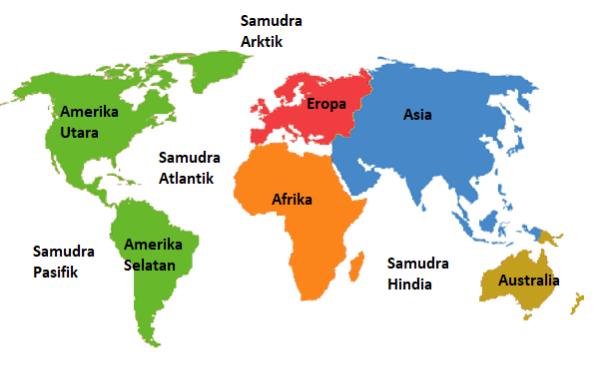 Samudra
Arktik
Amerika
Utara
Eropa
Asia
Samudra
Atlantik
Afrika
Samudra
Pasifik
Amerika
Selatan
Samudra
Hindia
Australia